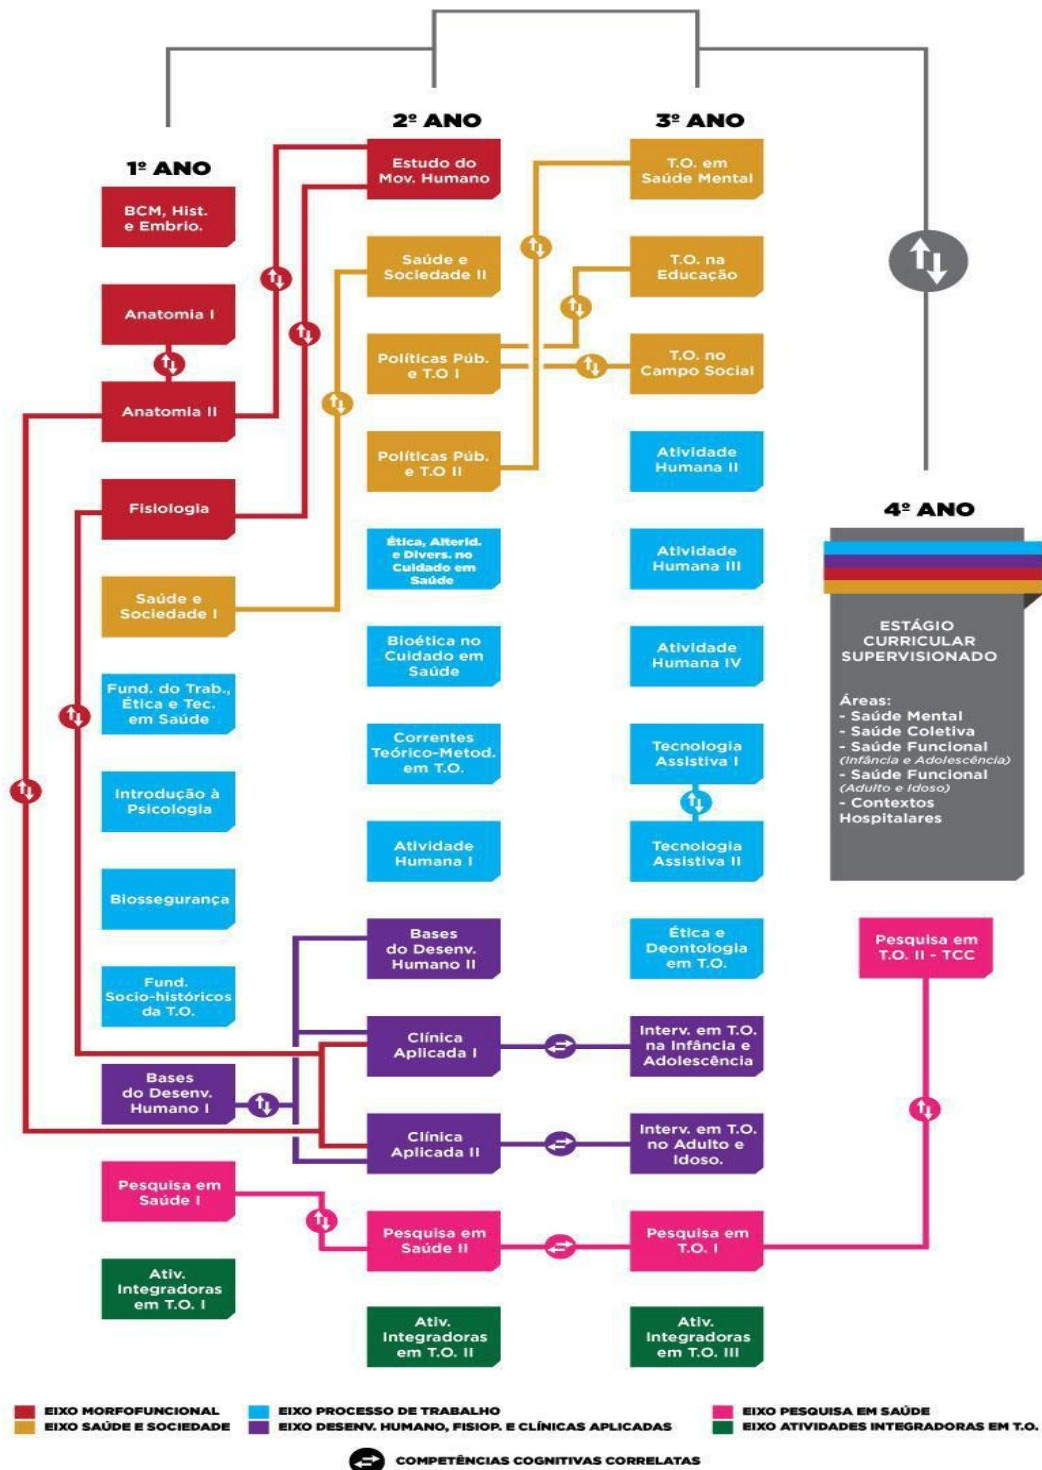 1º ANO
BCM, Hist.
e Embrio.
Anatomia I
Anatomia II
Fisiologia
Saúde e
Sociedade I
Fund. do Trab.,
Ética e Tec.
em Saúde
Introdução à
Psicologia
Biossegurança
Fund.
Socio-históricos
da T.O.
Bases
do Desenv.
Humano I
Pesquisa em
Saúde I
Ativ.
Integradoras
em T.O. I
2º ANO
Estudo do
Mov. Humano
Saúde e
Sociedade II
Políticas Púb.
e T.O I
Políticas Púb.
e T.O II
Ética, Alterid.
e Divers. no
Cuidado em
Saúde
Bioética no
Cuidado em
Saúde
Correntes
Teórico-Metod.
em T.O.
Atividade
Humana I
Bases
do Desenv.
Humano II
Clínica
Aplicada I
Clínica
Aplicada II
Pesquisa em
Saúde II
Ativ.
Integradoras
em T.O. II
3º ANO
T.O. em
Saúde Mental
T.O. na
Educação
T.O. no
Campo Social
Atividade
Humana II
Atividade
Humana III
Atividade
Humana IV
Tecnologia
Assistiva I
Tecnologia
Assistiva II
Ética e
Deontologia
em T.O.
Interv. em T.O.
na Infância e
Adolescência
Interv. em T.O.
no Adulto e
Idoso.
Pesquisa em
T.O. I
Ativ.
Integradoras
em T.O. III
4º ANO
ESTÁGIO
CURRICULAR
SUPERVISIONADO
Áreas:
- Saúde Mental
- Saúde Coletiva
- Saúde Funcional
(Infância e Adolescência)
- Saúde Funcional
(Adulto e Idoso)
- Contextos
Hospitalares
Pesquisa em
T.O. II - TCC
EIXO MORFOFUNCIONAL
EIXO SAÚDE E SOCIEDADE
EIXO PROCESSO DE TRABALHO
EIXO DESENV. HUMANO, FISIOP. E CLÍNICAS APLICADAS
EIXO PESQUISA EM SAÚDE
EIXO ATIVIDADES INTEGRADORAS EM T.O.
COMPETÊNCIAS COGNITIVAS CORRELATAS